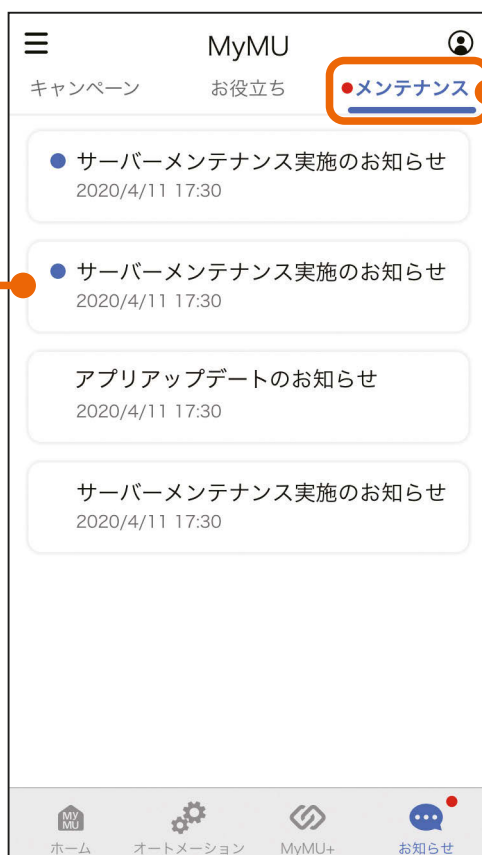 MyMU
キャンペーン お役立ち メンテナンス
サーバーメンテナンス実施のお知らせ
2020/4/11 17:30
サーバーメンテナンス実施のお知らせ
2020/4/11 17:30
アプリアップデートのお知らせ
2020/4/11 17:30
サーバーメンテナンス実施のお知らせ
2020/4/11 17:30
MY
MU
ホーム オートメーション MyMU+ お知らせ